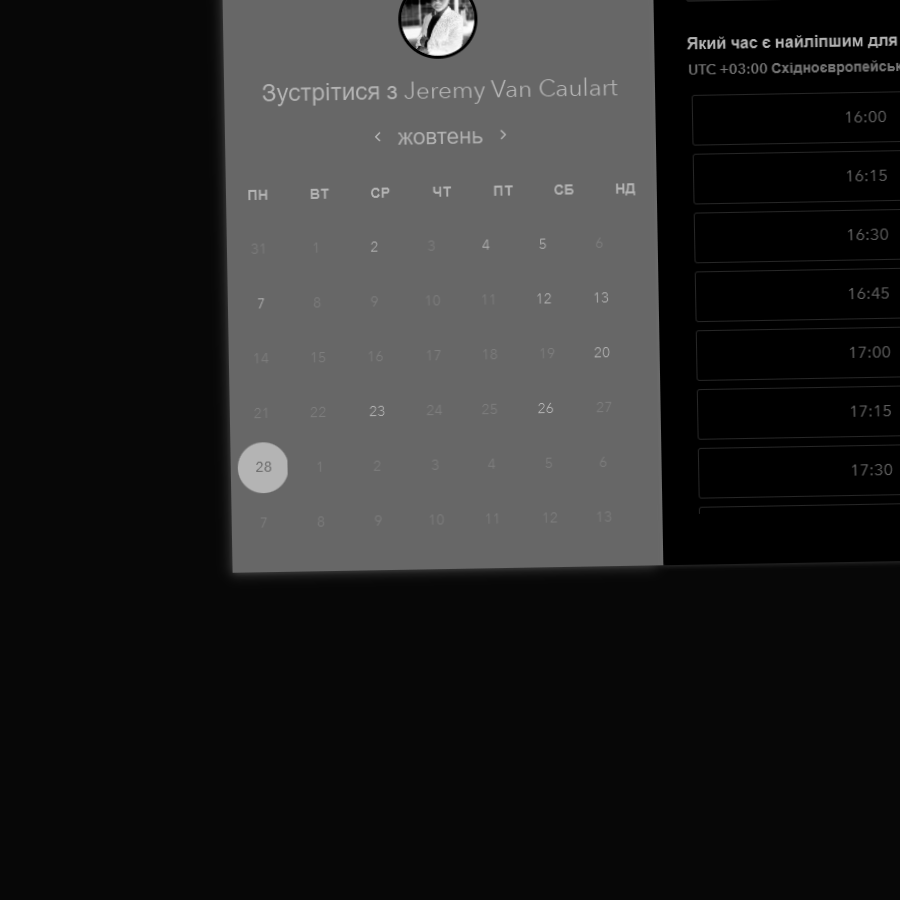 Зустрітися з Jeremy Van Caulart
жовтень
ПН ВТ СР ЧТ ПТ СБ НД
31 1 2 3 4 5 6
7 8 9 10 11 12 13
14 15 16 17 18 19 20
21 22 23 24 25 26 27
28 1 2 3 4 5 6
7 8 9 10 11 12 13
Який час є найліпшим для
UTC +03:00
16:00
16:15
16:30
16:45
17:00
17:15
17:30